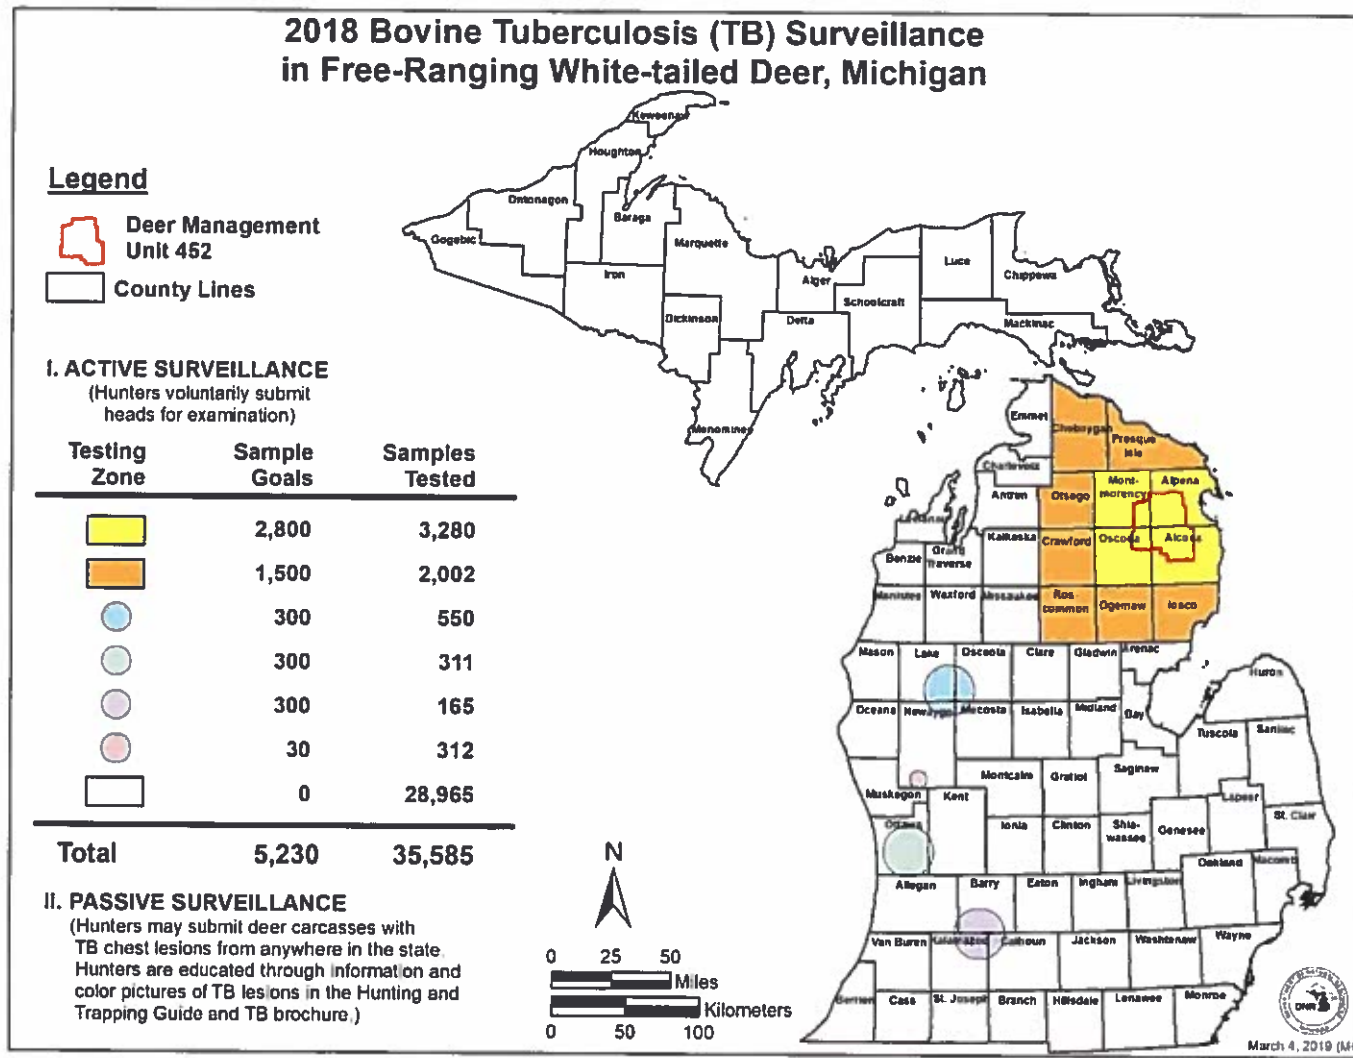 2018 Bovine Tuberculosis (TB) Surveillance
in Free-Ranging White-tailed Deer, Michigan
Legend
Deer Management
Unit 452
County Lines
I. ACTIVE SURVEILLANCE
(Hunters voluntarily submit
heads for examination)
Testing Zone Sample Goals Samples Tested
2,800 3,280
1,500 2,002
300 550
300 311
300 165
30 312
0 28,965
Total 5,230 35,585
II. PASSIVE SURVEILLANCE
(Hunters may submit deer carcasses with
TB chest lesions from anywhere in the state.
Hunters are educated through information and
color pictures of TB lesions in the Hunting and
Trapping Guide and TB brochure.)
N
0 25 50
Miles
Kilometers
0 50 100
Keweenaw
Houghton
Ontonagon
Baraga
Gogebic
Marquette
Iron
Luce
Chippewa
Alger
Schoolcraft
Dickinson
Delta
Mackinac
Menominee
Emmet
Cheboygan
Presque
Isle
Charlevoix
Antrim
Otsego
Mont-
morency
Alpena
Leelanau
Kalkaska
Crawford
Oscoda
Alcona
Benzie
Grand
Traverse
Manistee
Wexford
Missaukee
Ros-
common
Ogemaw
Iosco
Mason
Lake
Osceola
Clare
Gladwin
Arenac
Huron
Oceana
Newaygo
Mecosta
Isabella
Midland
Bay
Tuscola
Sanilac
Muskegon
Montcalm
Gratiot
Saginaw
Kent
Lapeer
St. Clair
Ottawa
Ionia
Clinton
Shia-
wassee
Genesee
Oakland
Macomb
Allegan
Barry
Eaton
Ingham
Livingston
Van Buren
Kalamazoo
Calhoun
Jackson
Washtenaw
Wayne
Berrien
Cass
St. Joseph
Branch
Hillsdale
Lenawee
Monroe
DNR
March 4, 2019 (M